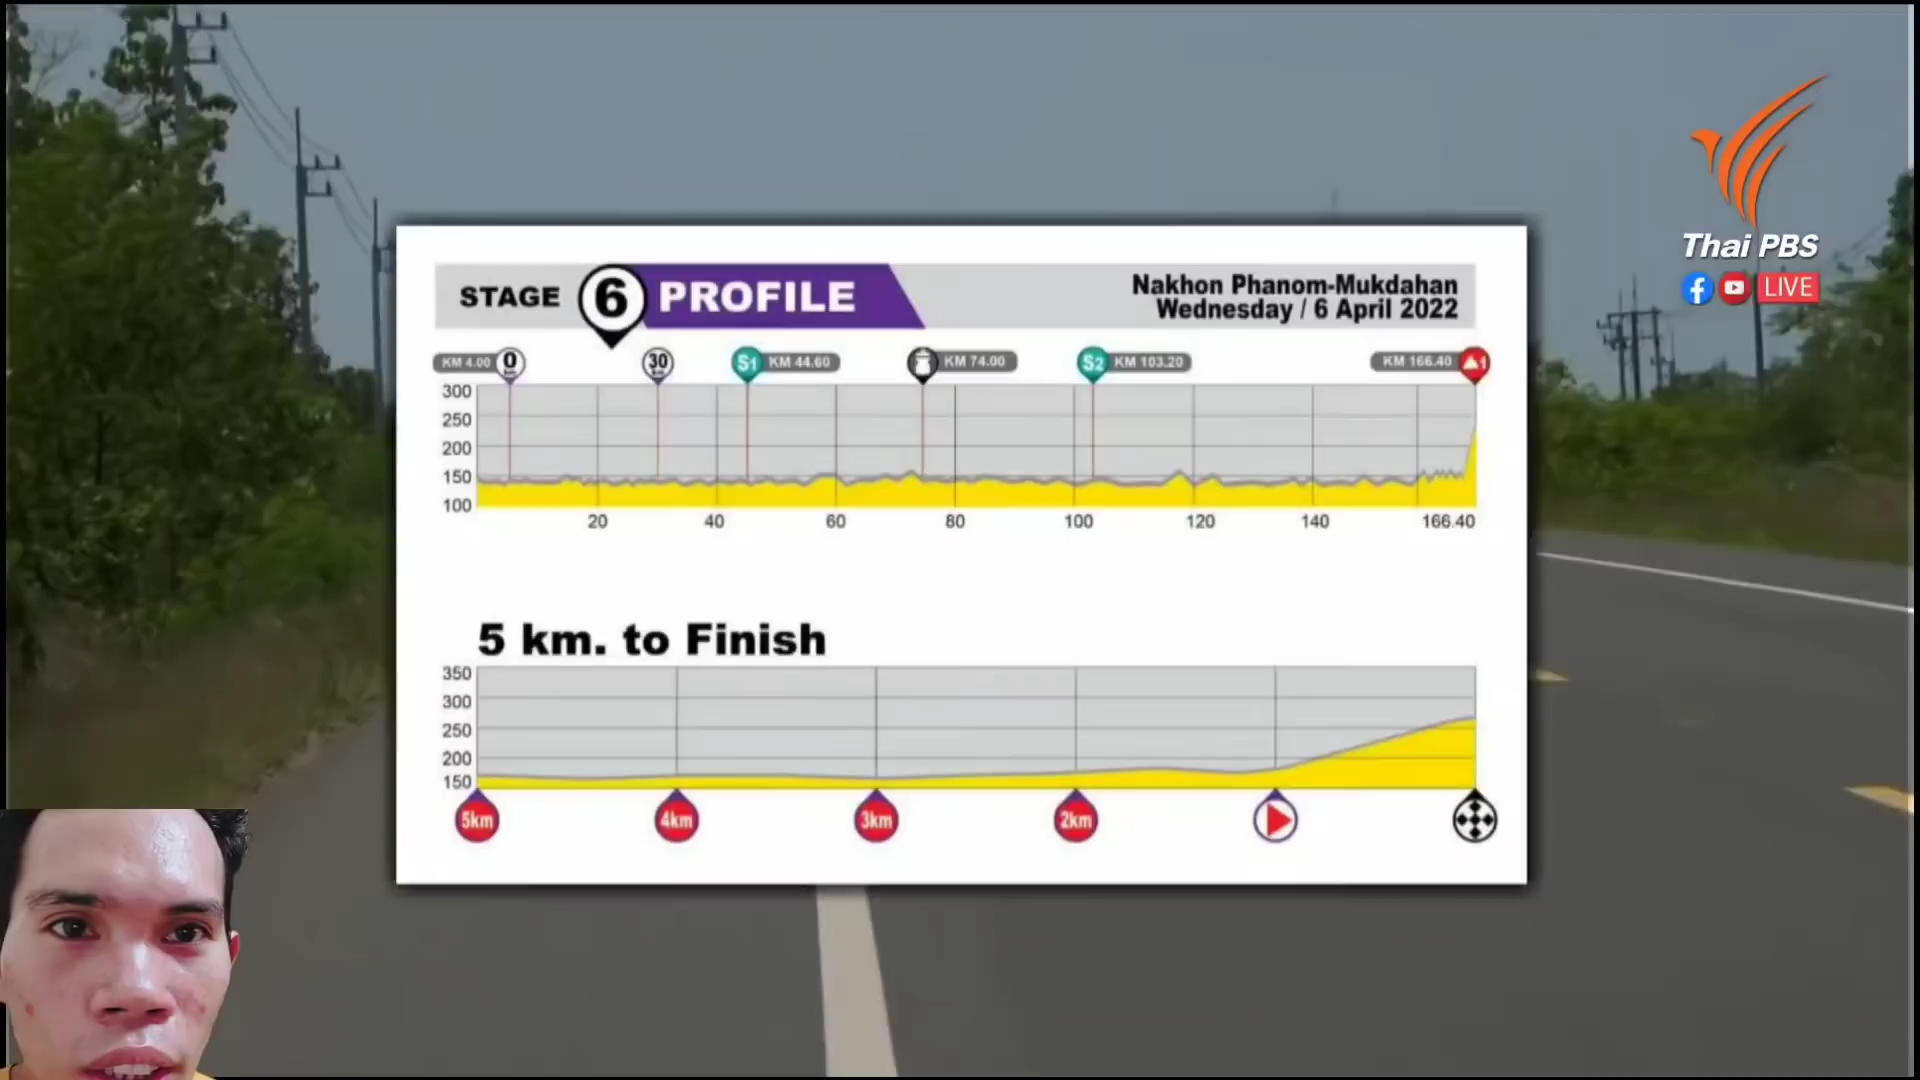 Thai PBS
LIVE
STAGE 6 PROFILE
Nakhon Phanom-Mukdahan
Wednesday / 6 April 2022
KM 4.00 0 km 30 km S1 KM 44.60 KM 74.00 S2 KM 103.20 KM 166.40 1
300
250
200
150
100
20 40 60 80 100 120 140 166.40
5 km. to Finish
350
300
250
200
150
5km 4km 3km 2km